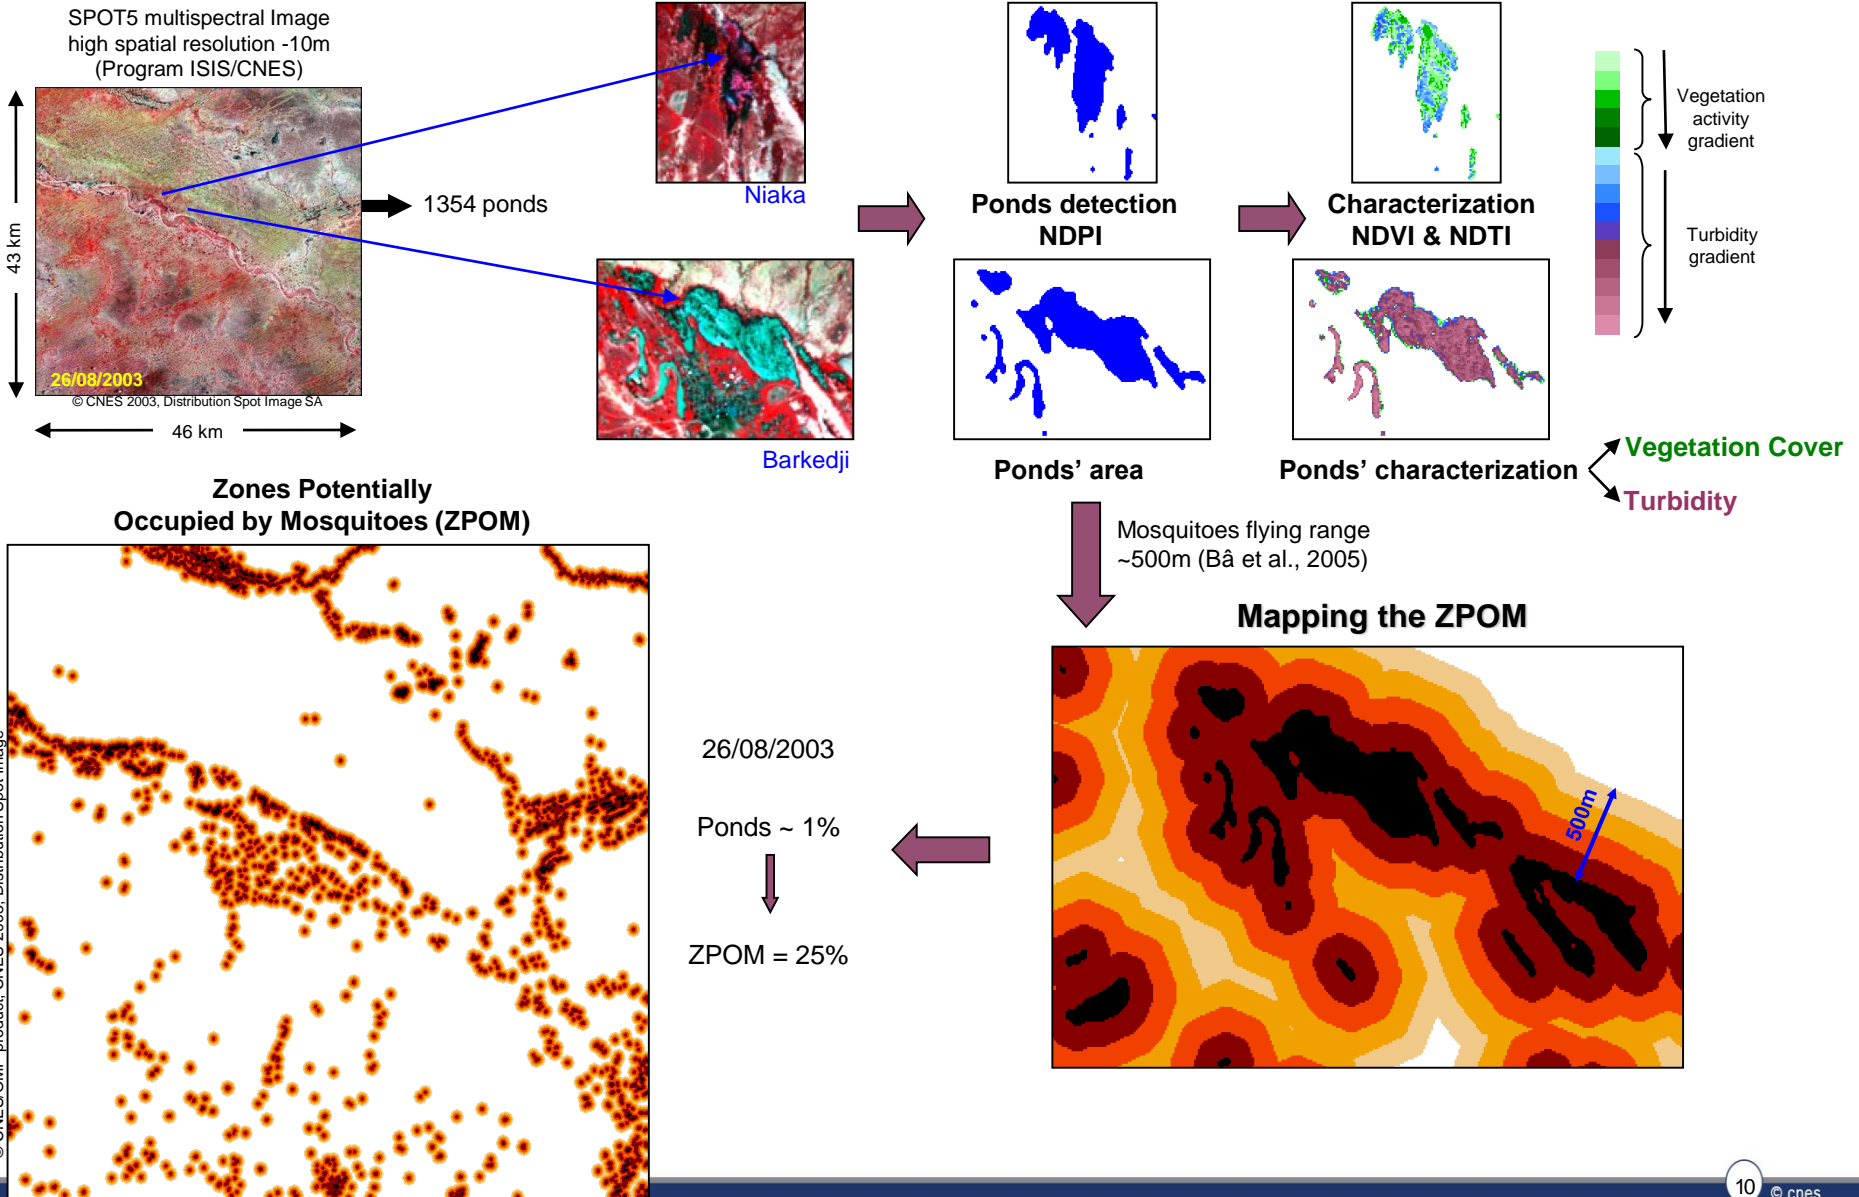 SPOT5 multispectral Image
high spatial resolution -10m
(Program ISIS/CNES)
43 km
26/08/2003
© CNES 2003, Distribution Spot Image SA
46 km
1354 ponds
Niaka
Barkedji
Ponds detection
NDPI
Characterization
NDVI & NDTI
Vegetation
activity
gradient
Turbidity
gradient
Ponds' area
Ponds' characterization
Vegetation Cover
Turbidity
Mosquitoes flying range
~500m (Bâ et al., 2005)
Mapping the ZPOM
500m
Zones Potentially
Occupied by Mosquitoes (ZPOM)
26/08/2003
Ponds ~ 1%
ZPOM = 25%
10
© cnes